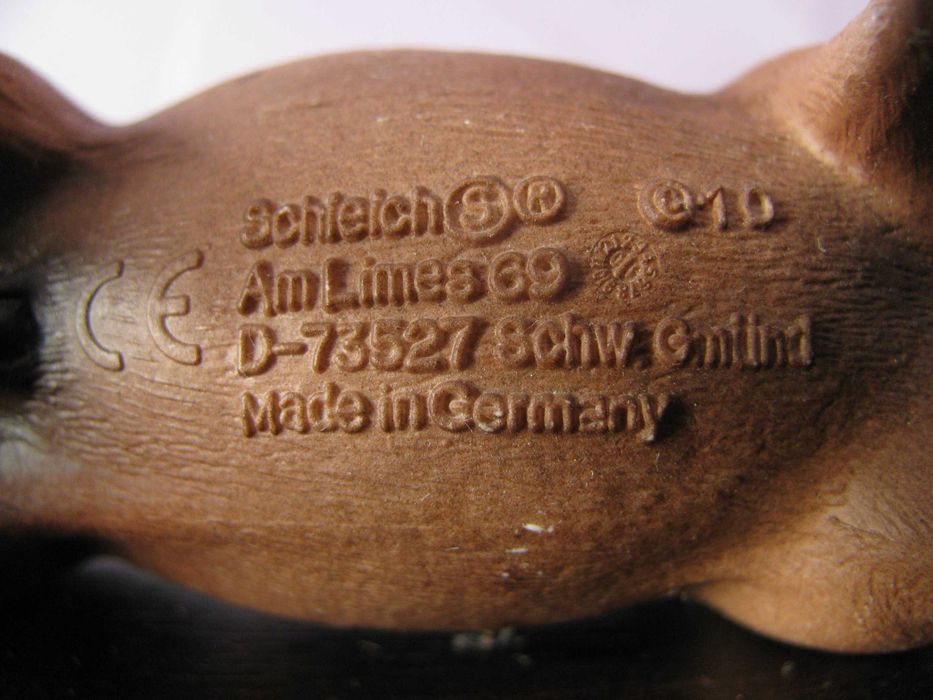 CE
Schleich S ® © 10
Am Limes 69
D-73527 Schw. Gmünd
Made in Germany